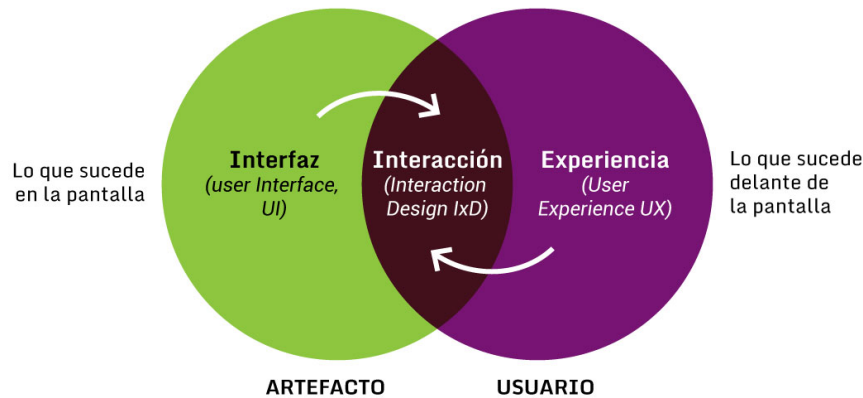 Lo que sucede
en la pantalla
Interfaz
(user Interface,
UI)
Interacción
(Interaction
Design IxD)
Experiencia
(User
Experience UX)
Lo que sucede
delante de
la pantalla
ARTEFACTO
USUARIO